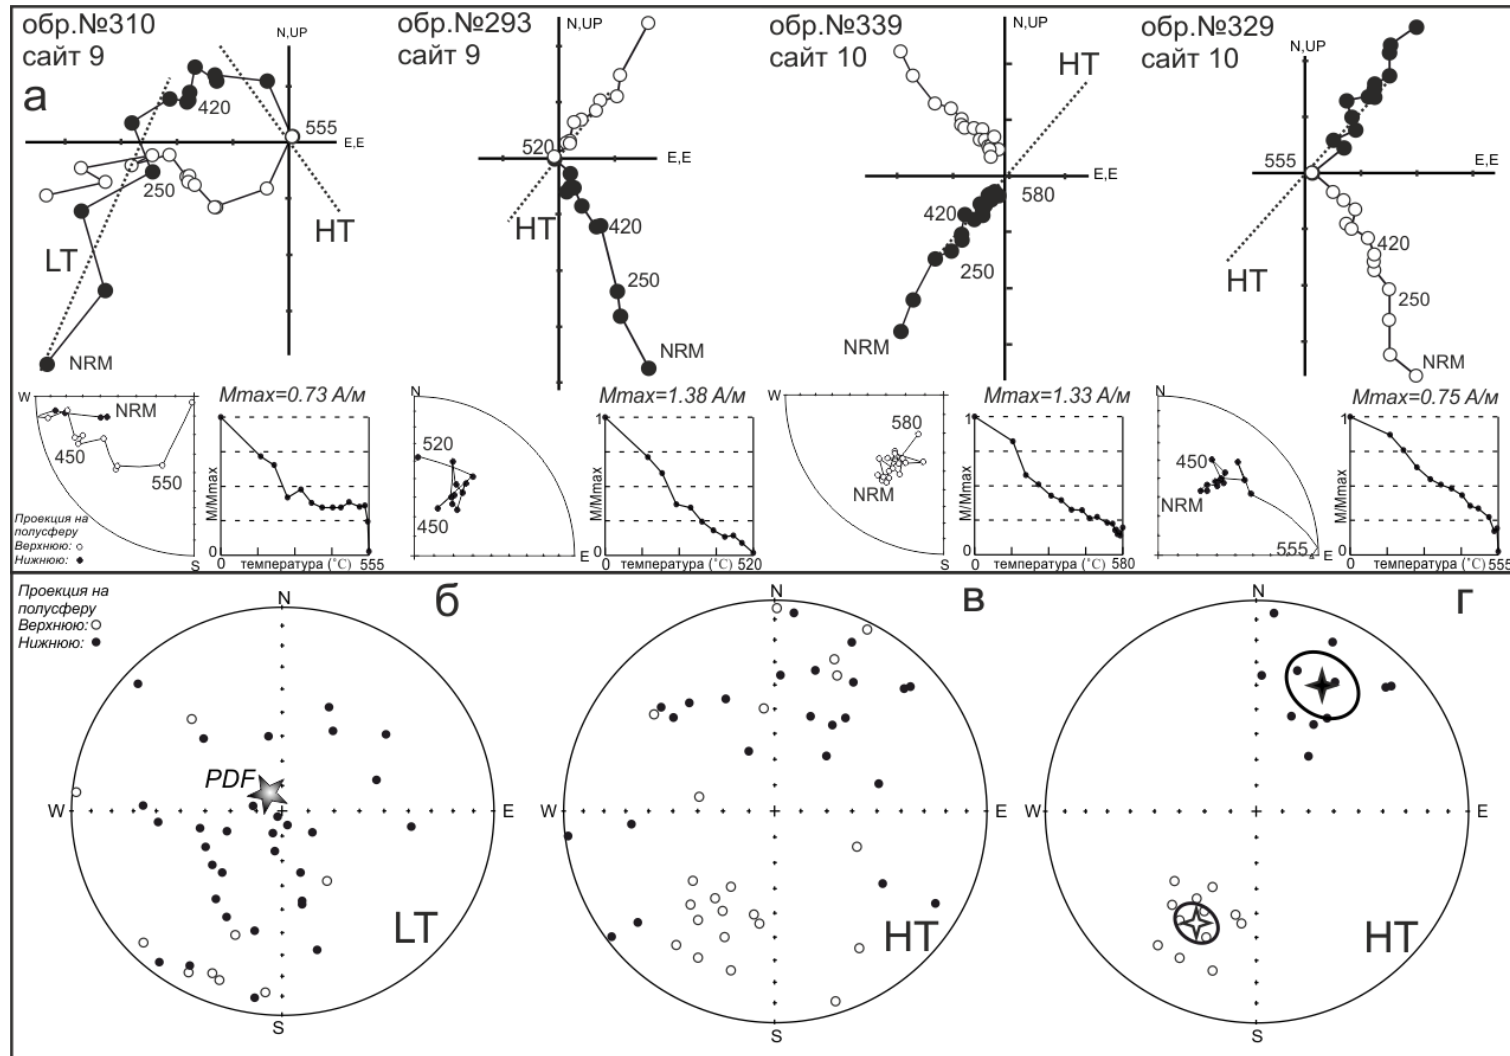 обр.№310
сайт 9
а
N,UP
E,E
555
420
250
HT
LT
NRM
обр.№293
сайт 9
N,UP
E,E
520
HT
420
250
NRM
обр.№339
сайт 10
N,UP
HT
E,E
580
420
250
NRM
обр.№329
сайт 10
N,UP
555
E,E
HT
420
250
NRM
W
NRM
450
550
S
Проекция на
полусферу
Верхнюю:
Нижнюю:
Mmax=0.73 А/м
1
0
0
температура (°С)
555
N
520
450
E
Mmax=1.38 А/м
1
M/Mmax
0
0
температура (°С)
520
W
580
NRM
S
Mmax=1.33 А/м
1
M/Mmax
0
0
температура (°С)
580
N
450
NRM
555
E
Mmax=0.75 А/м
1
M/Mmax
0
0
температура (°С)
555
Проекция на
полусферу
Верхнюю:
Нижнюю:
б
N
W
E
S
PDF
LT
в
N
W
E
S
HT
г
N
W
E
S
HT